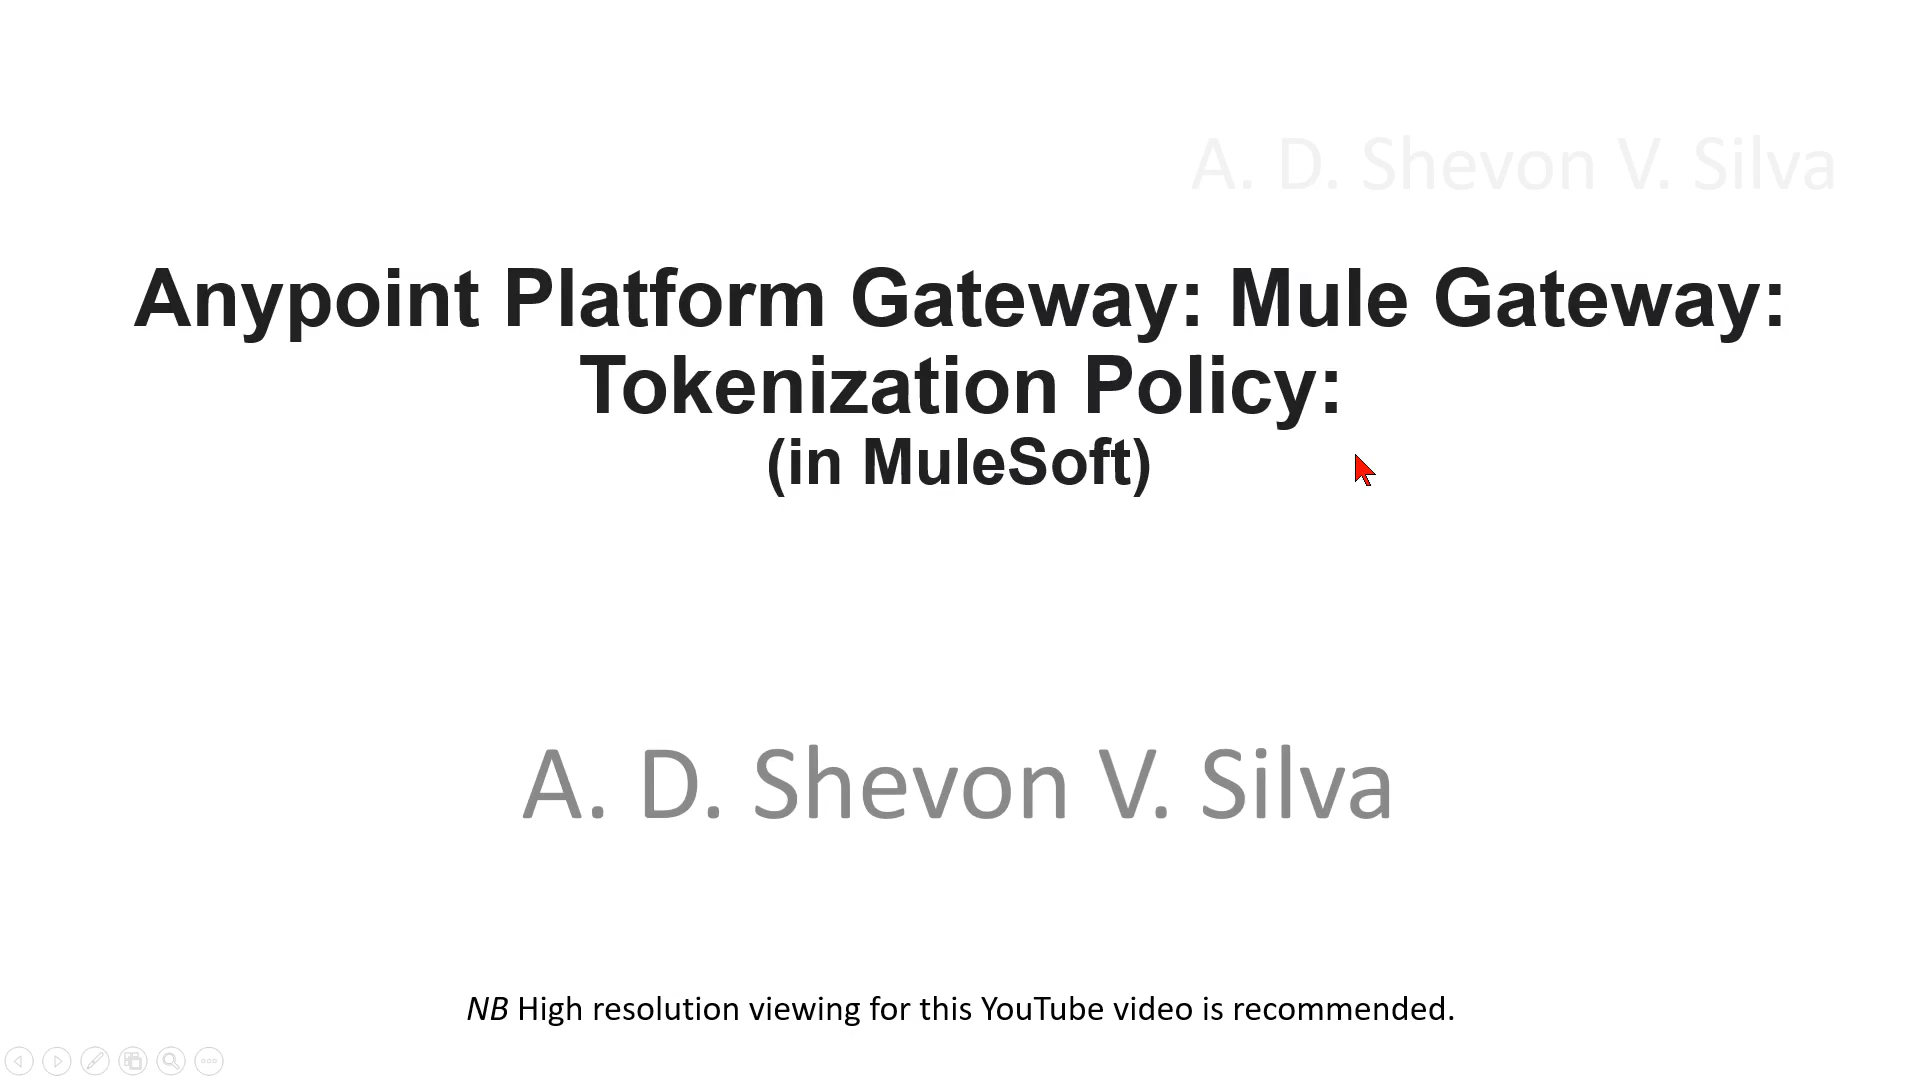 A. D. Shevon V. Silva
Anypoint Platform Gateway: Mule Gateway:
Tokenization Policy:
(in MuleSoft)
A. D. Shevon V. Silva
NB High resolution viewing for this YouTube video is recommended.